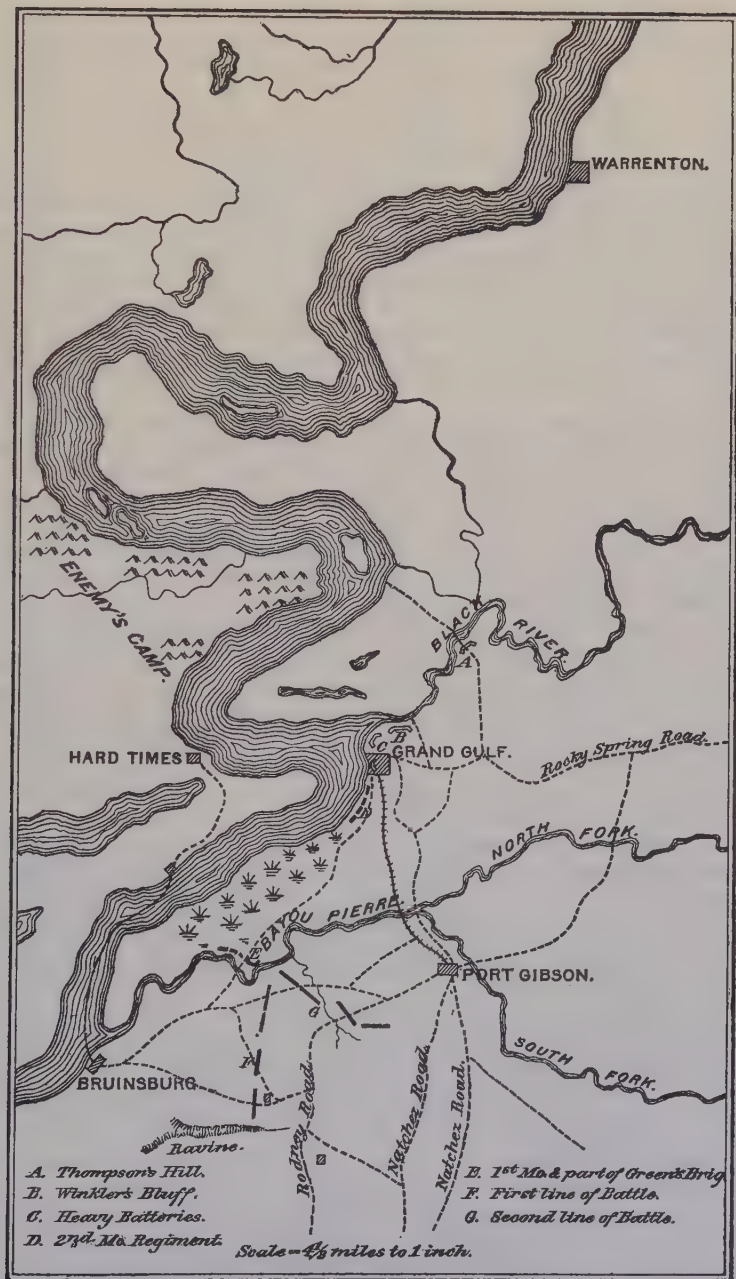 WARRENTON.
ENEMY'S CAMP.
BLACK RIVER.
A
B
C
GRAND GULF.
HARD TIMES
Rocky Spring Road.
D
NORTH FORK.
BAYOU PIERRE
E
PORT GIBSON.
G
F
SOUTH FORK.
BRUINSBURG
Rodney Road.
Natchez Road.
Natchez Road.
Ravine.
A. Thompson's Hill.
B. Winkler's Bluff.
C. Heavy Batteries.
D. 2nd Mo. Regiment.
E. 1st Mo. & part of Green's Brig.
F. First line of Battle.
G. Second line of Battle.
Scale = 4½ miles to 1 inch.